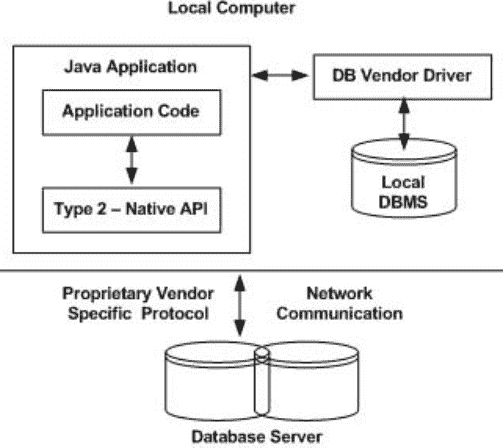 Local Computer
Java Application
Application Code
Type 2 – Native API
DB Vendor Driver
Local
DBMS
Proprietary Vendor
Specific Protocol
Network
Communication
Database Server